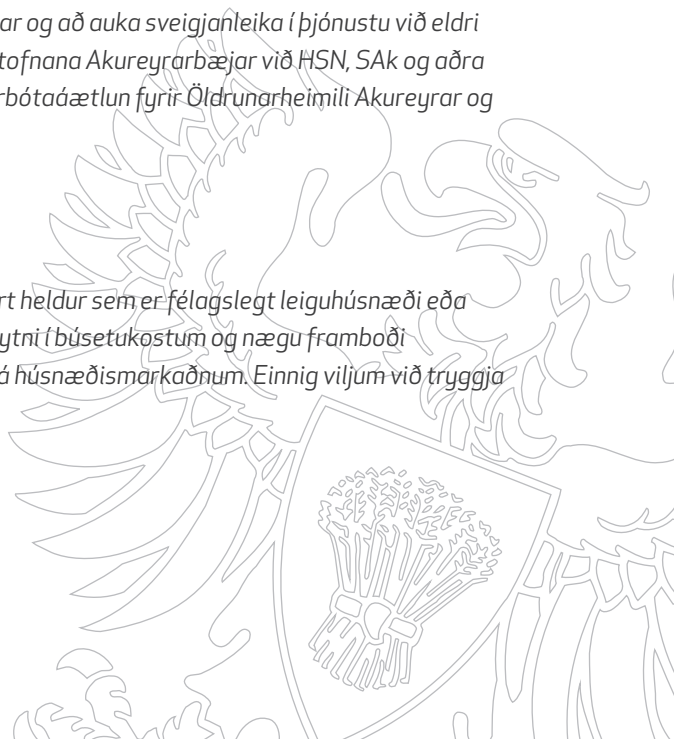 ar og að auka sveigjanleika í þjónustu við eldri
tofnana Akureyrarbæjar við HSN, SAk og aðra
rbótaáætlun fyrir Öldrunarheimili Akureyrar og
rt heldur sem er félagslegt leiguhúsnæði eða
ytni í búsetukostum og nægu framboði
á húsnæðismarkaðnum. Einnig viljum við tryggja